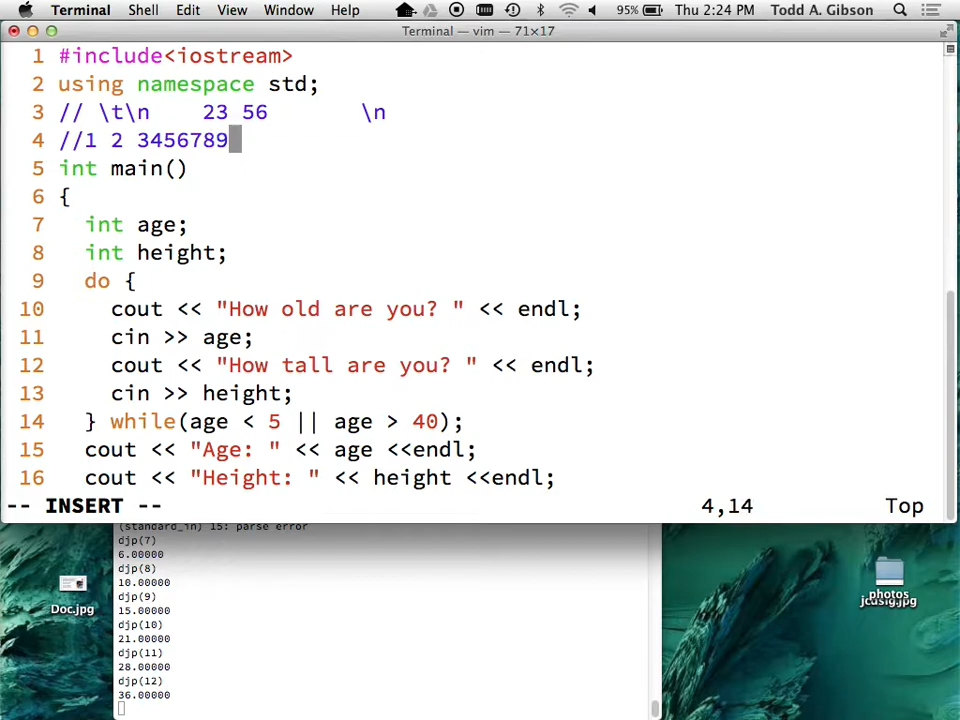 Terminal Shell Edit View Window Help 95% Thu 2:24 PM Todd A. Gibson
Terminal — vim — 71×17
1 #include<iostream>
2 using namespace std;
3 // \t\n    23 56       \n
4 //1 2 3456789
5 int main()
6 {
7   int age;
8   int height;
9   do {
10     cout << "How old are you? " << endl;
11     cin >> age;
12     cout << "How tall are you? " << endl;
13     cin >> height;
14   } while(age < 5 || age > 40);
15   cout << "Age: " << age <<endl;
16   cout << "Height: " << height <<endl;
-- INSERT -- 4,14 Top
(standard_in) 15: parse error
djp(7)
6.00000
djp(8)
10.00000
djp(9)
15.00000
djp(10)
21.00000
djp(11)
28.00000
djp(12)
36.00000
Doc.jpg
photos
jcdsig.jpg